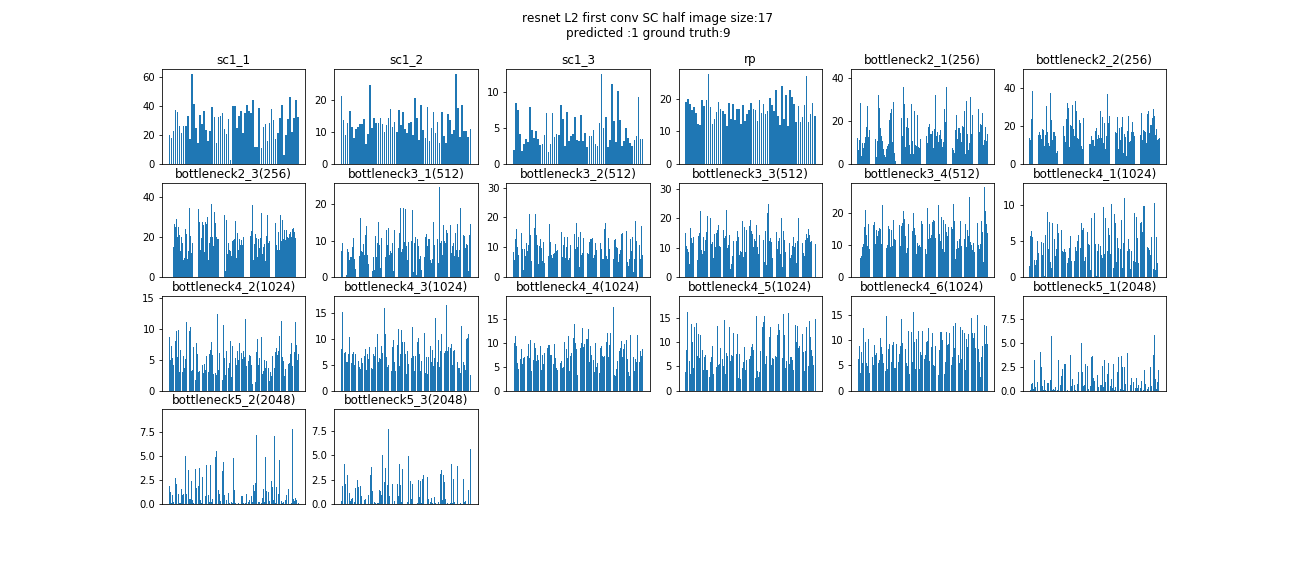 resnet L2 first conv SC half image size:17
predicted :1 ground truth:9
sc1_1 sc1_2 sc1_3 rp bottleneck2_1(256) bottleneck2_2(256)
60 40 20 0
20 10 0
10 5 0
20 10 0
40 20 0
40 20 0
bottleneck2_3(256) bottleneck3_1(512) bottleneck3_2(512) bottleneck3_3(512) bottleneck3_4(512) bottleneck4_1(1024)
40 20 0
20 10 0
30 20 10 0
30 20 10 0
20 10 0
10 5 0
bottleneck4_2(1024) bottleneck4_3(1024) bottleneck4_4(1024) bottleneck4_5(1024) bottleneck4_6(1024) bottleneck5_1(2048)
15 10 5 0
15 10 5 0
15 10 5 0
15 10 5 0
15 10 5 0
7.5 5.0 2.5 0.0
bottleneck5_2(2048) bottleneck5_3(2048)
7.5 5.0 2.5 0.0
7.5 5.0 2.5 0.0